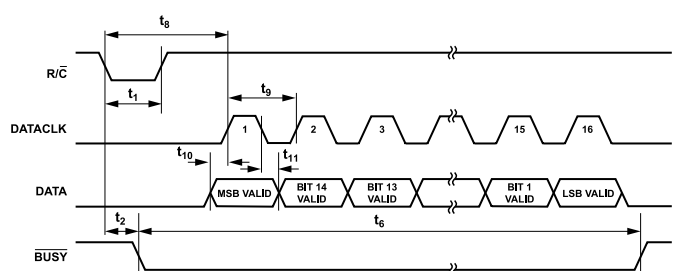 t8
R/C
t1
t9
DATACLK
1
2
3
15
16
t10
t11
DATA
MSB VALID
BIT 14
VALID
BIT 13
VALID
BIT 1
VALID
LSB VALID
t2
t6
BUSY